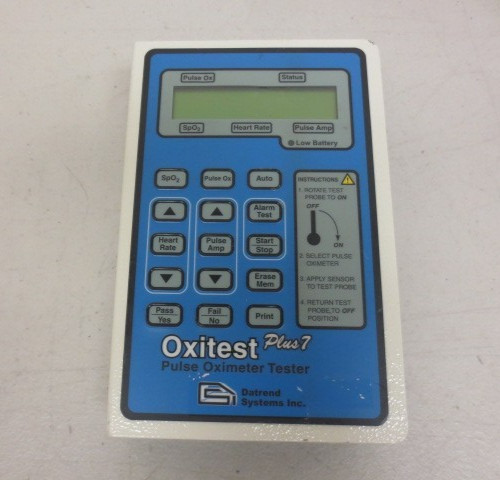 Pulse Ox Status
SpO₂ Heart Rate Pulse Amp
Low Battery
SpO₂ Pulse Ox Auto
Alarm Test
Heart Rate
Pulse Amp
Start Stop
Erase Mem
Pass Yes
Fail No
Print
INSTRUCTIONS
1. ROTATE TEST
PROBE TO ON
OFF
ON
2. SELECT PULSE
OXIMETER
3. APPLY SENSOR
TO TEST PROBE
4. RETURN TEST
PROBE,TO OFF
POSITION
Oxitest Plus7
Pulse Oximeter Tester
Datrend
Systems Inc.